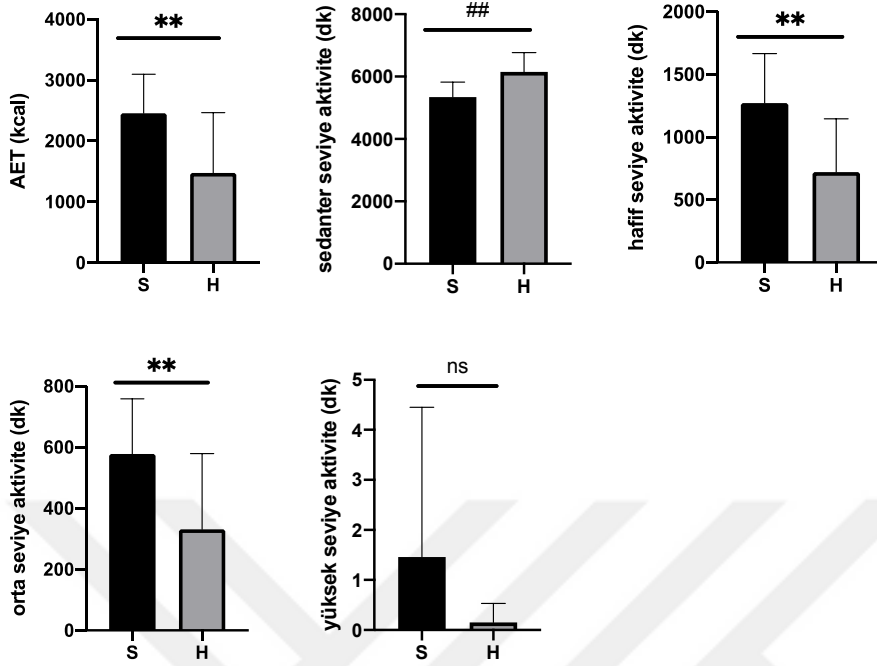 **
AET (kcal)
4000
3000
2000
1000
0
S H
##
sedanter seviye aktivite (dk)
8000
6000
4000
2000
0
S H
**
hafif seviye aktivite (dk)
2000
1500
1000
500
0
S H
**
orta seviye aktivite (dk)
800
600
400
200
0
S H
ns
yüksek seviye aktivite (dk)
5
4
3
2
1
0
S H